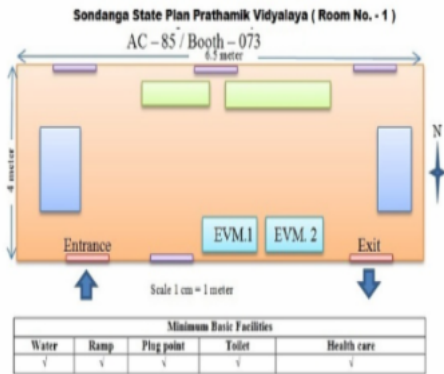 Sondanga State Plan Prathamik Vidyalaya ( Room No. - 1 )
AC – 85 / Booth – 073
6.5 meter
4 meter
N
EVM.1 EVM. 2
Entrance Exit
Scale 1 cm = 1 meter
Minimum Basic Facilities
Water Ramp Plug point Toilet Health care
√ √ √ √ √